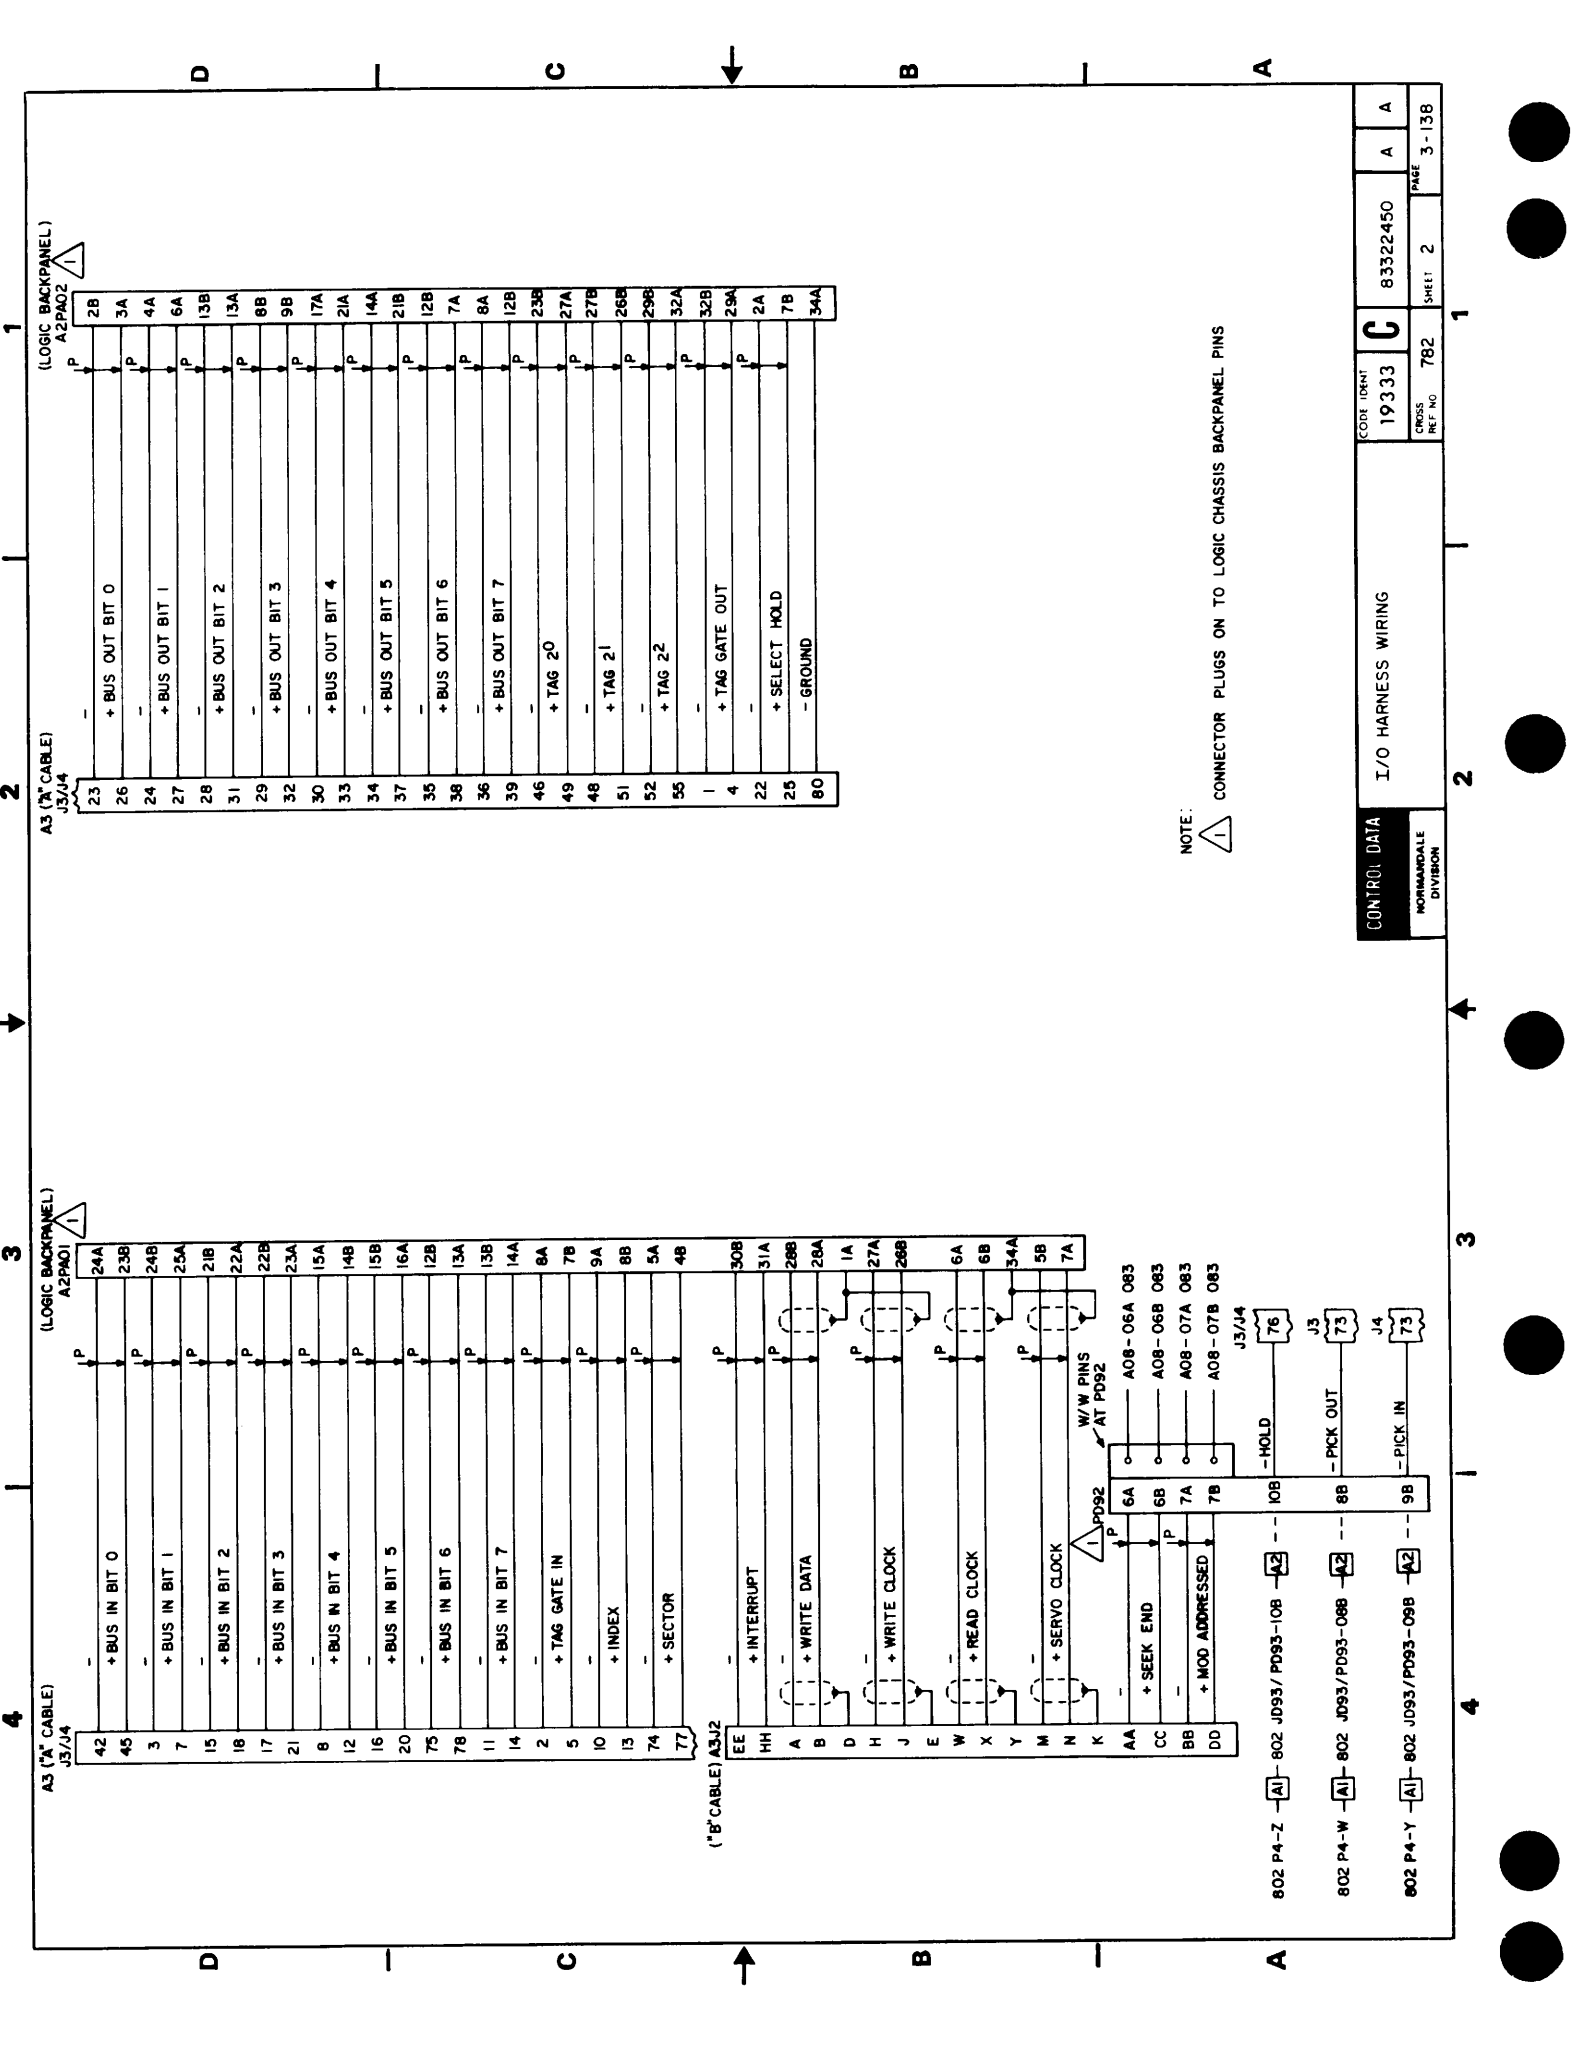 4
3
2
1
D
C
B
A
A3 ("A" CABLE)
J3/J4
(LOGIC BACKPANEL)
A2PA01
1
42 - P 24A
45 + BUS IN BIT 0 23B
3 - P 24B
7 + BUS IN BIT 1 25A
15 - P 21B
18 + BUS IN BIT 2 22A
17 - P 22B
21 + BUS IN BIT 3 23A
8 - P 15A
12 + BUS IN BIT 4 14B
16 - P 15B
20 + BUS IN BIT 5 16A
75 - P 12B
78 + BUS IN BIT 6 13A
11 - P 13B
14 + BUS IN BIT 7 14A
2 - P 8A
5 + TAG GATE IN 7B
10 - P 9A
13 + INDEX 8B
74 - P 5A
77 + SECTOR 4B
("B" CABLE) A3J2
EE - P 30B
HH + INTERRUPT 31A
A - P 28B
B + WRITE DATA 28A
D 1A
H - P 27A
J + WRITE CLOCK 26B
E
W - P 6A
X + READ CLOCK 6B
Y 34A
M - P 5B
N + SERVO CLOCK 7A
K
1
PD92
W/W PINS
AT PD92
AA - P 6A A08-06A 083
CC + SEEK END 6B A08-06B 083
BB - P 7A A08-07A 083
DD + MOD ADDRESSED 7B A08-07B 083
J3/J4
802 P4-Z A1 802 JD93/PD93-10B A2 10B -HOLD 76
J3
802 P4-W A1 802 JD93/PD93-08B A2 8B -PICK OUT 73
J4
802 P4-Y A1 802 JD93/PD93-09B A2 9B -PICK IN 73
A3 ("A" CABLE)
J3/J4
(LOGIC BACKPANEL)
A2PA02
1
23 - P 2B
26 + BUS OUT BIT 0 3A
24 - P 4A
27 + BUS OUT BIT 1 6A
28 - P 13B
31 + BUS OUT BIT 2 13A
29 - P 8B
32 + BUS OUT BIT 3 9B
30 - P 17A
33 + BUS OUT BIT 4 21A
34 - P 14A
37 + BUS OUT BIT 5 21B
35 - P 12B
38 + BUS OUT BIT 6 7A
36 - P 8A
39 + BUS OUT BIT 7 12B
46 - P 23B
49 + TAG 2⁰ 27A
48 - P 27B
51 + TAG 2¹ 26B
52 - P 29B
55 + TAG 2² 32A
1 - P 32B
4 + TAG GATE OUT 29A
22 - P 2A
25 + SELECT HOLD 7B
80 - GROUND 34A
NOTE:
1 CONNECTOR PLUGS ON TO LOGIC CHASSIS BACKPANEL PINS
CONTROL DATA
NORMANDALE
DIVISION
I/O HARNESS WIRING
CODE IDENT
19333
C
83322450
A
A
CROSS
REF NO
782
SHEET 2
PAGE 3-138
D
C
B
A
4
3
2
1